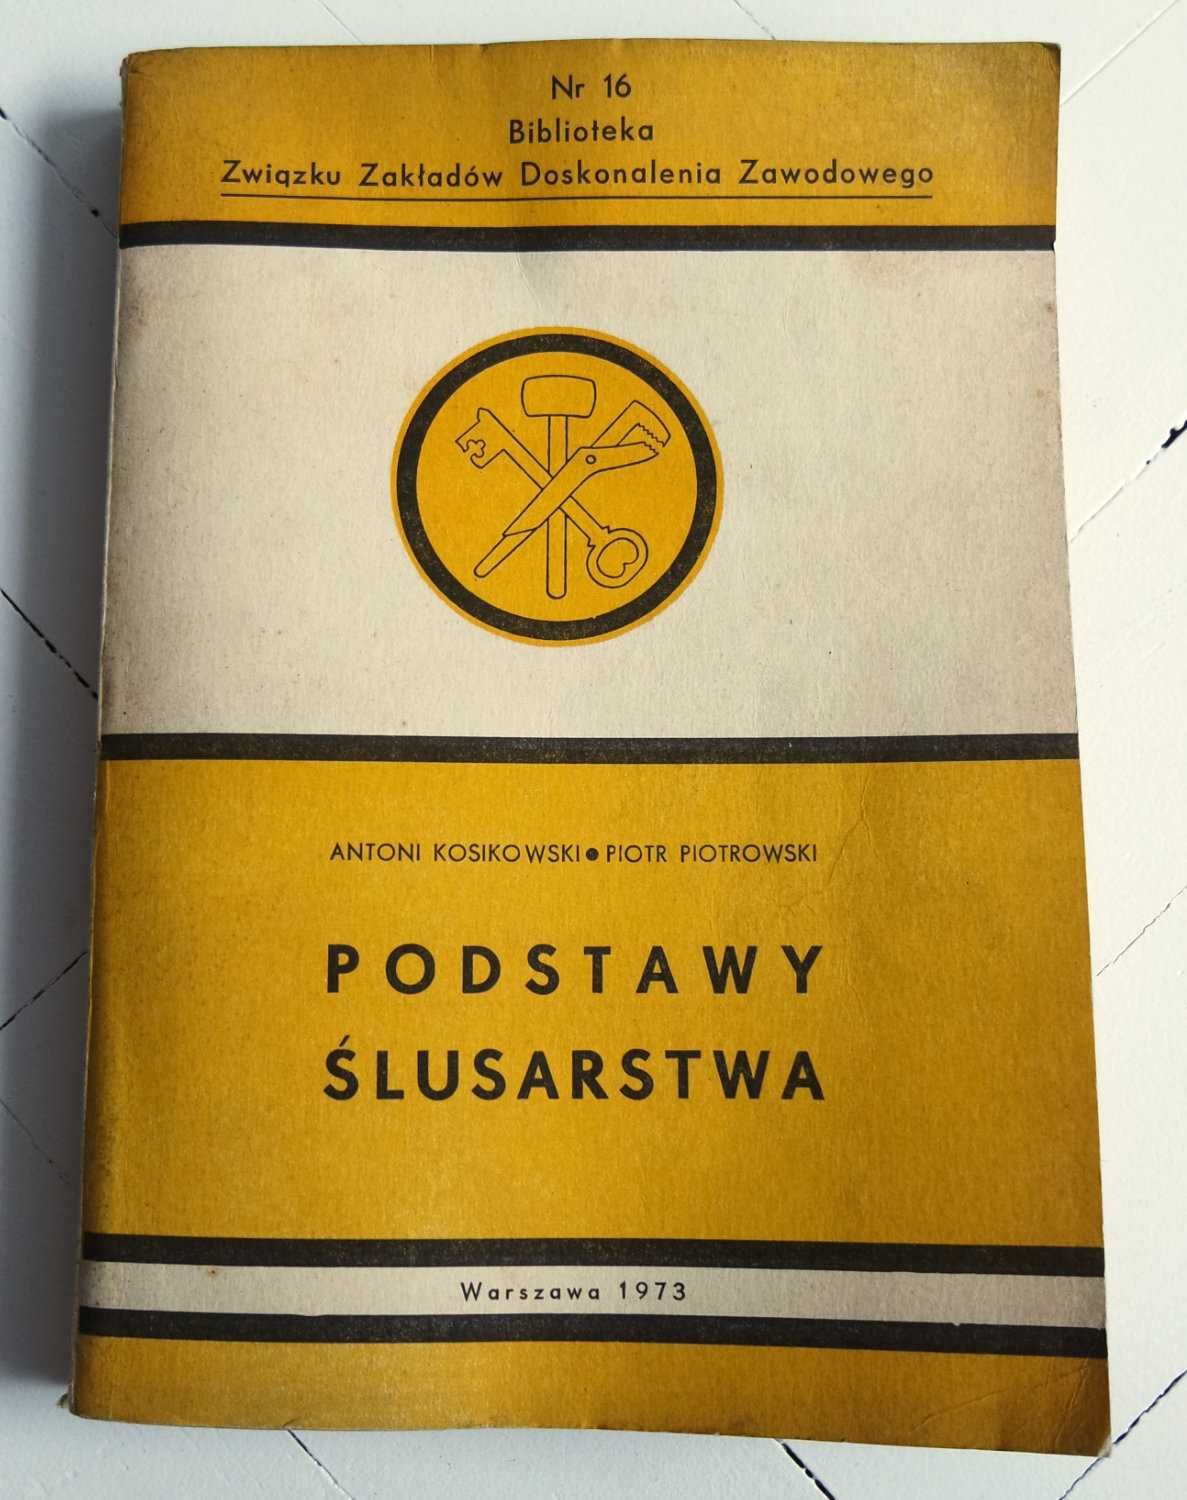 Nr 16
Biblioteka
Związku Zakładów Doskonalenia Zawodowego
ANTONI KOSIKOWSKI ● PIOTR PIOTROWSKI
PODSTAWY
ŚLUSARSTWA
Warszawa 1973